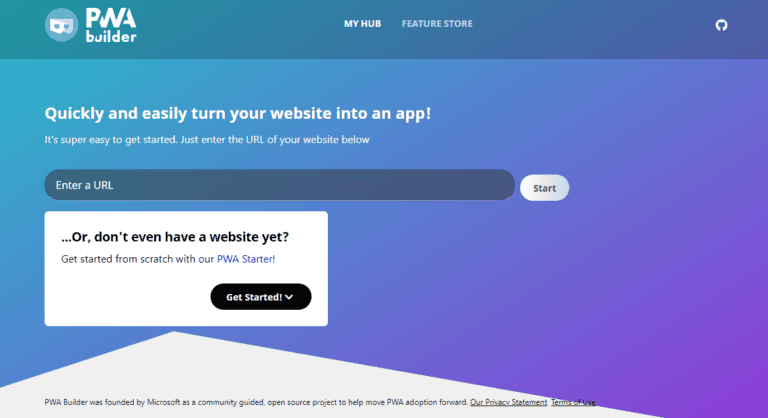 PWA
builder
MY HUB
FEATURE STORE
Quickly and easily turn your website into an app!
It's super easy to get started. Just enter the URL of your website below
Enter a URL
Start
...Or, don't even have a website yet?
Get started from scratch with our PWA Starter!
Get Started!
PWA Builder was founded by Microsoft as a community guided, open source project to help move PWA adoption forward. Our Privacy Statement Terms of Use